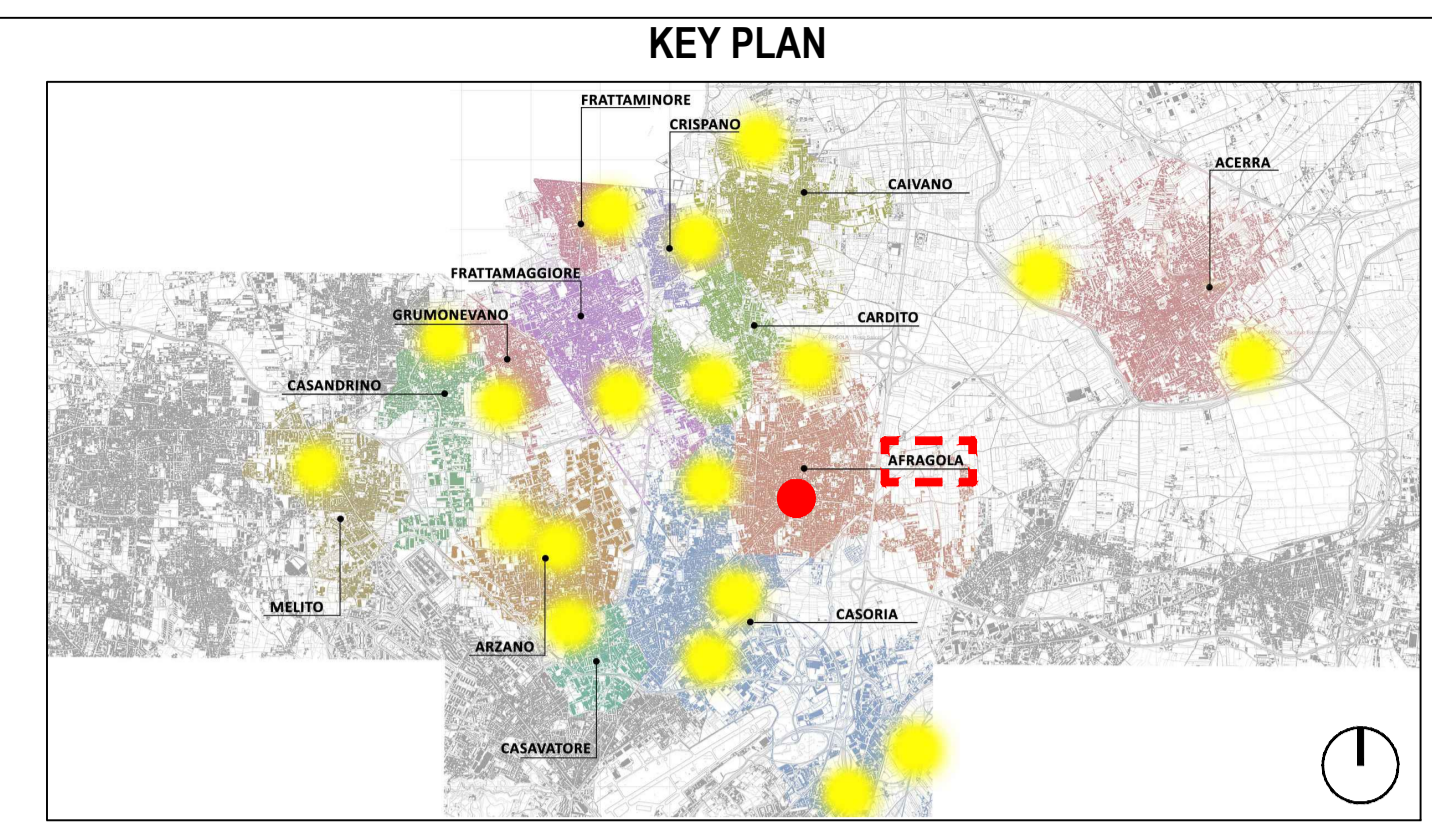 KEY PLAN
FRATTAMINORE
CRISPANO
ACERRA
CAIVANO
FRATTAMAGGIORE
GRUMONEVANO
CARDITO
CASANDRINO
AFRAGOLA
MELITO
CASORIA
ARZANO
CASAVATORE